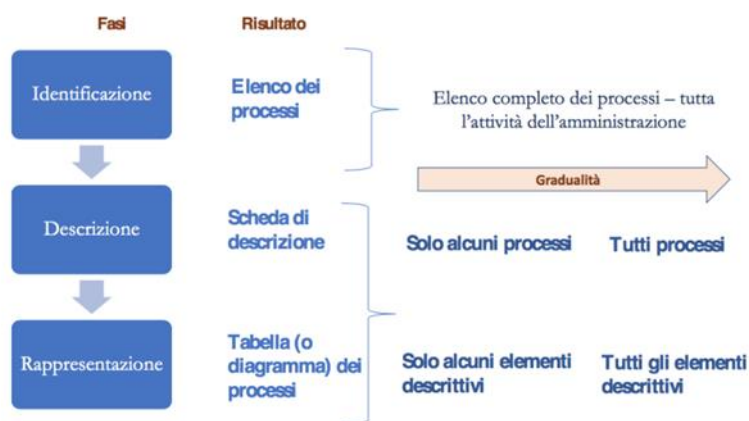 Fasi
Risultato
Identificazione
Elenco dei
processi
Elenco completo dei processi – tutta
l'attività dell'amministrazione
Gradualità
Descrizione
Scheda di
descrizione
Solo alcuni processi
Tutti processi
Rappresentazione
Tabella (o
diagramma) dei
processi
Solo alcuni elementi
descrittivi
Tutti gli elementi
descrittivi